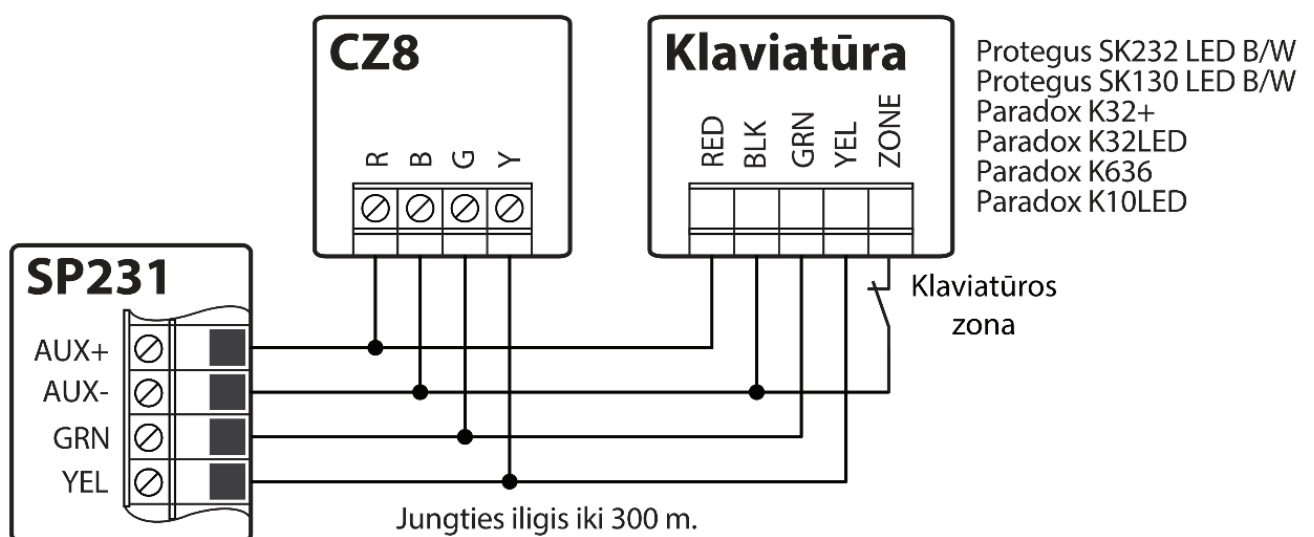 CZ8
R B G Y
Klaviatūra
RED BLK GRN YEL ZONE
Protegus SK232 LED B/W
Protegus SK130 LED B/W
Paradox K32+
Paradox K32LED
Paradox K636
Paradox K10LED
SP231
AUX+
AUX-
GRN
YEL
Klaviatūros
zona
Jungties iligis iki 300 m.